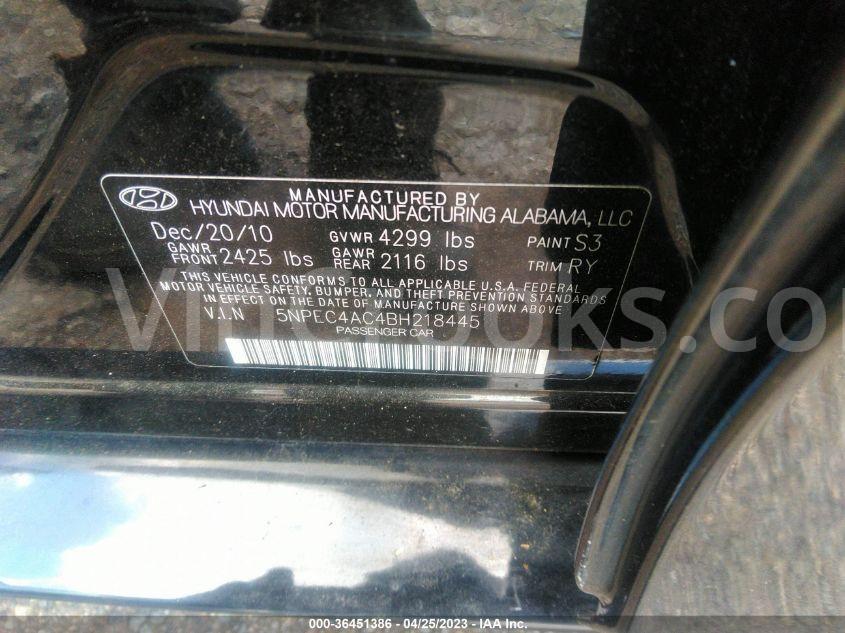 MANUFACTURED BY
HYUNDAI MOTOR MANUFACTURING ALABAMA, LLC
Dec/20/10 GVWR 4299 lbs PAINT S3
GAWR FRONT 2425 lbs GAWR REAR 2116 lbs TRIM RY
THIS VEHICLE CONFORMS TO ALL APPLICABLE U.S.A. FEDERAL
MOTOR VEHICLE SAFETY, BUMPER, AND THEFT PREVENTION STANDARDS
IN EFFECT ON THE DATE OF MANUFACTURE SHOWN ABOVE
V.I.N 5NPEC4AC4BH218445
PASSENGER CAR
000-36451386 - 04/25/2023 - IAA Inc.